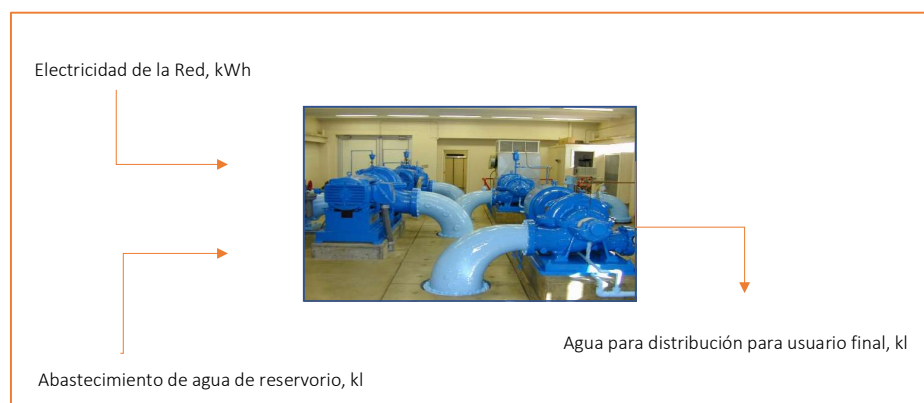 Electricidad de la Red, kWh
Agua para distribución para usuario final, kl
Abastecimiento de agua de reservorio, kl